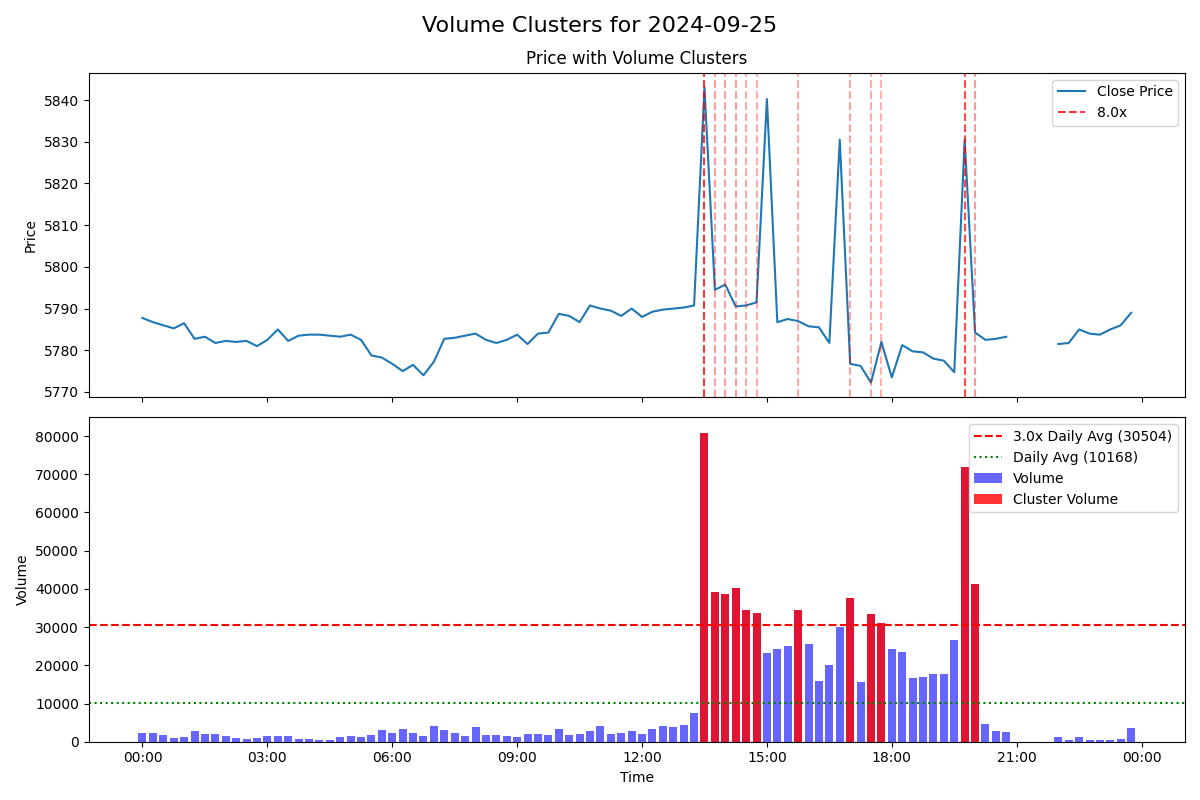 Volume Clusters for 2024-09-25
Price with Volume Clusters
Close Price
8.0x
Price
5840
5830
5820
5810
5800
5790
5780
5770
3.0x Daily Avg (30504)
Daily Avg (10168)
Volume
Cluster Volume
Volume
80000
70000
60000
50000
40000
30000
20000
10000
0
00:00 03:00 06:00 09:00 12:00 15:00 18:00 21:00 00:00
Time